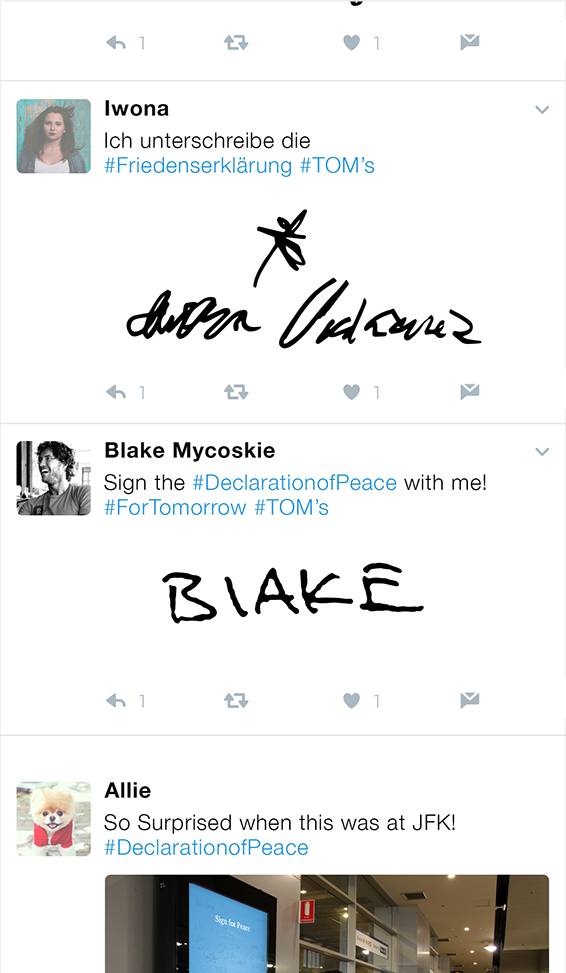 1 1
Iwona
Ich unterschreibe die
#Friedenserklärung #TOM’s
1 1
Blake Mycoskie
Sign the #DeclarationofPeace with me!
#ForTomorrow #TOM’s
BlAKE
1 1
Allie
So Surprised when this was at JFK!
#DeclarationofPeace
Sign for Peace